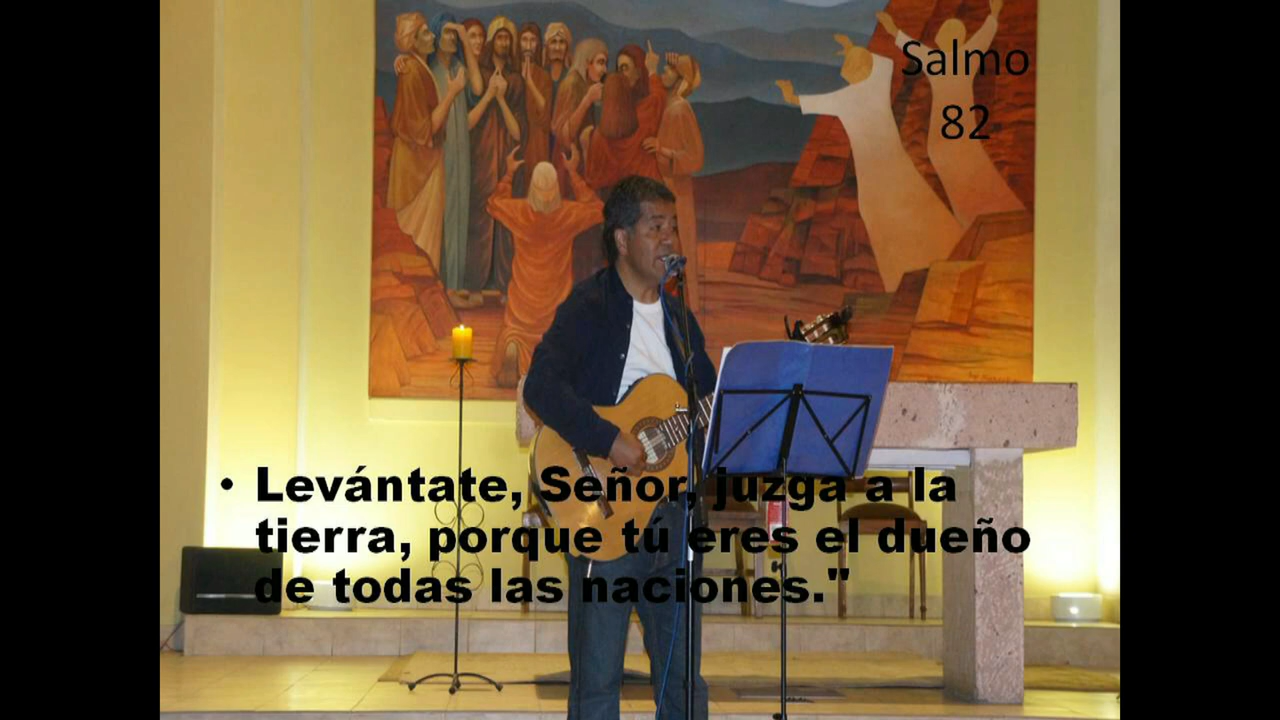 Salmo
82
• Levántate, Señor, juzga a la
tierra, porque tú eres el dueño
de todas las naciones."